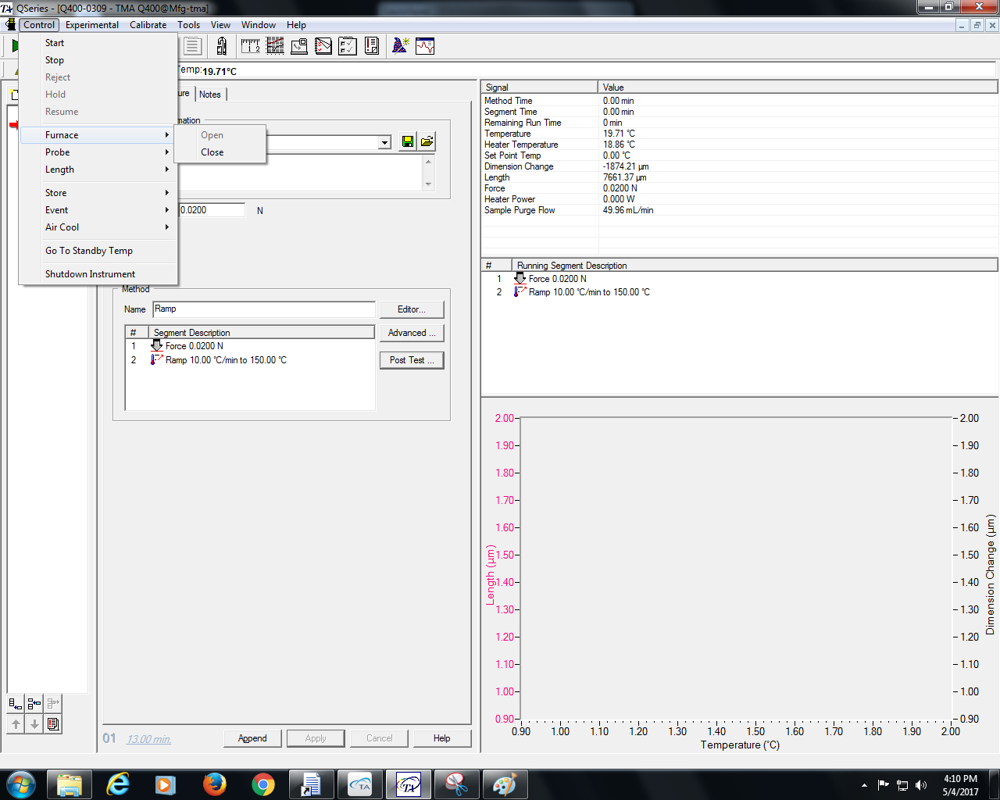 QSeries - [Q400-0309 - TMA Q400@Mfg-tma]
Control Experimental Calibrate Tools View Window Help
Start
Stop
Reject
Hold
Resume
Furnace
Probe
Length
Store
Event
Air Cool
Go To Standby Temp
Shutdown Instrument
Open
Close
Temp: 19.71°C
ure Notes
mation
0.0200 N
Method
Name Ramp Editor...
# Segment Description Advanced ...
1 Force 0.0200 N
2 Ramp 10.00 °C/min to 150.00 °C Post Test ...
01 13.00 min. Append Apply Cancel Help
Signal Value
Method Time 0.00 min
Segment Time 0.00 min
Remaining Run Time 0 min
Temperature 19.71 °C
Heater Temperature 18.86 °C
Set Point Temp 0.00 °C
Dimension Change -1874.21 µm
Length 7661.37 µm
Force 0.0200 N
Heater Power 0.000 W
Sample Purge Flow 49.96 mL/min
# Running Segment Description
1 Force 0.0200 N
2 Ramp 10.00 °C/min to 150.00 °C
2.00 2.00
1.90 1.90
1.80 1.80
1.70 1.70
1.60 1.60
1.50 1.50
1.40 1.40
1.30 1.30
1.20 1.20
1.10 1.10
1.00 1.00
0.90 0.90
Length (µm)
Dimension Change (µm)
0.90 1.00 1.10 1.20 1.30 1.40 1.50 1.60 1.70 1.80 1.90 2.00
Temperature (°C)
TA
TA
4:10 PM
5/4/2017